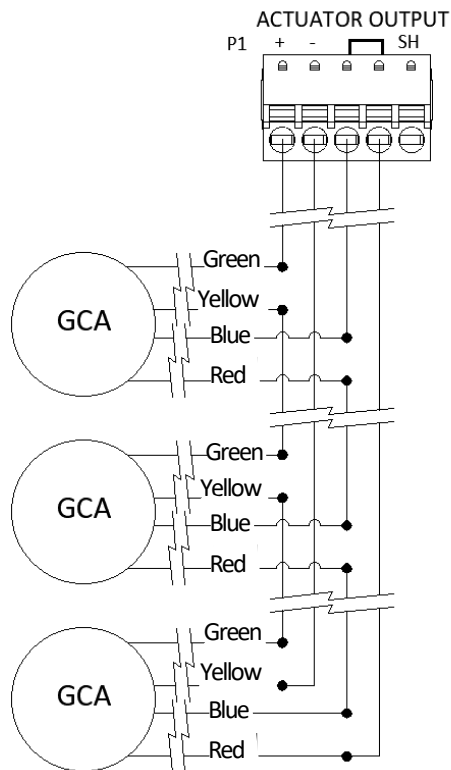 ACTUATOR OUTPUT
P1 + - SH
Green
Yellow
GCA
Blue
Red
Green
Yellow
GCA
Blue
Red
Green
Yellow
GCA
Blue
Red